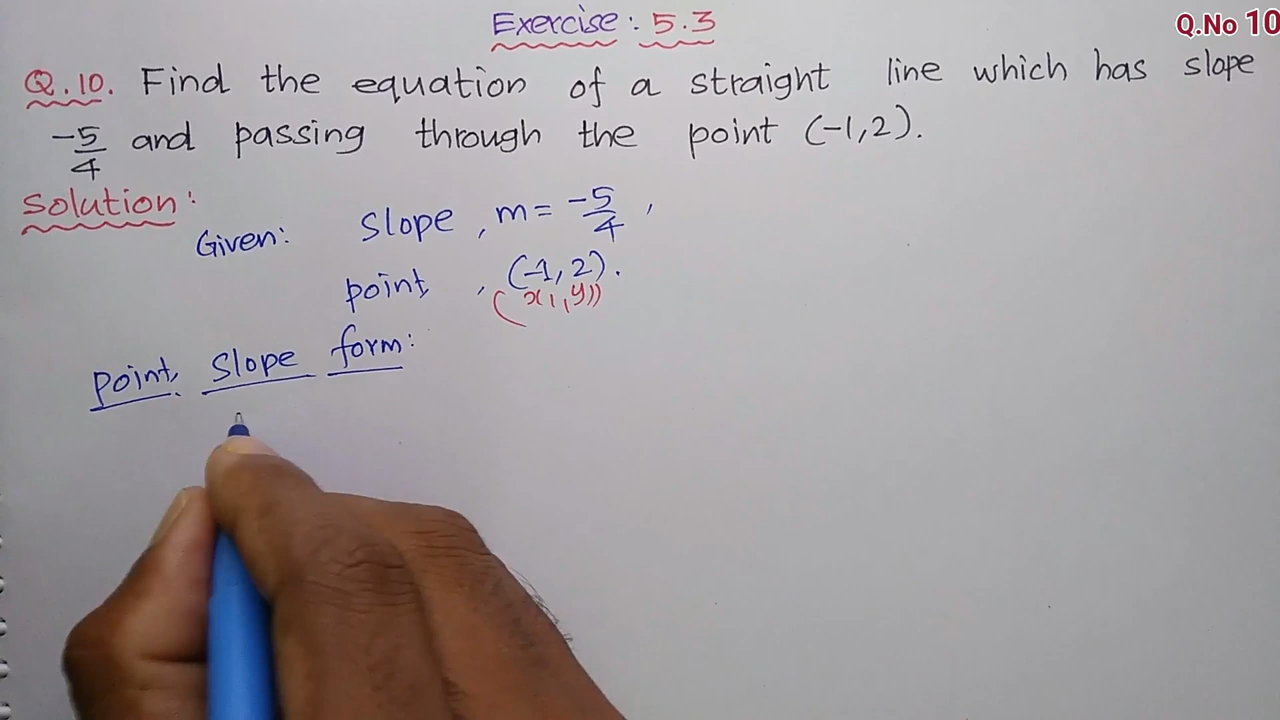 Exercise: 5.3
Q.No 10
Q.10. Find the equation of a straight line which has slope
-5/4 and passing through the point (-1,2).
Solution:
Given: Slope, m = -5/4,
point, (-1, 2).
(x1, y1)
Point, Slope form: